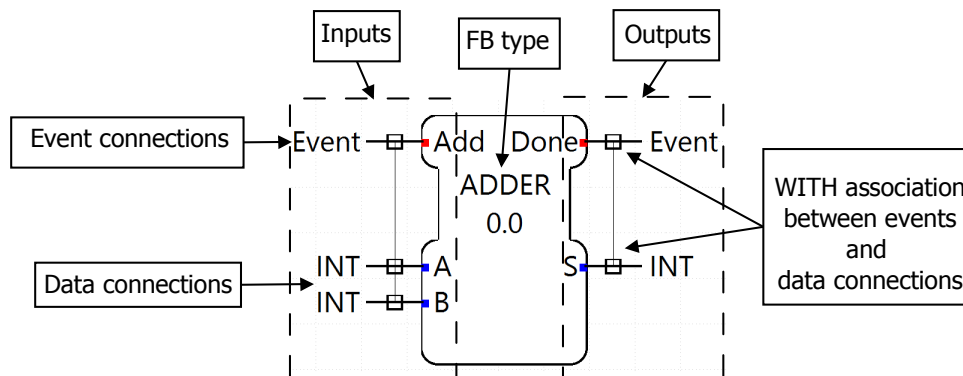 Inputs
FB type
Outputs
Event connections
Event
Add
Done
Event
ADDER
0.0
WITH association
between events
and
data connections
Data connections
INT
A
S
INT
INT
B